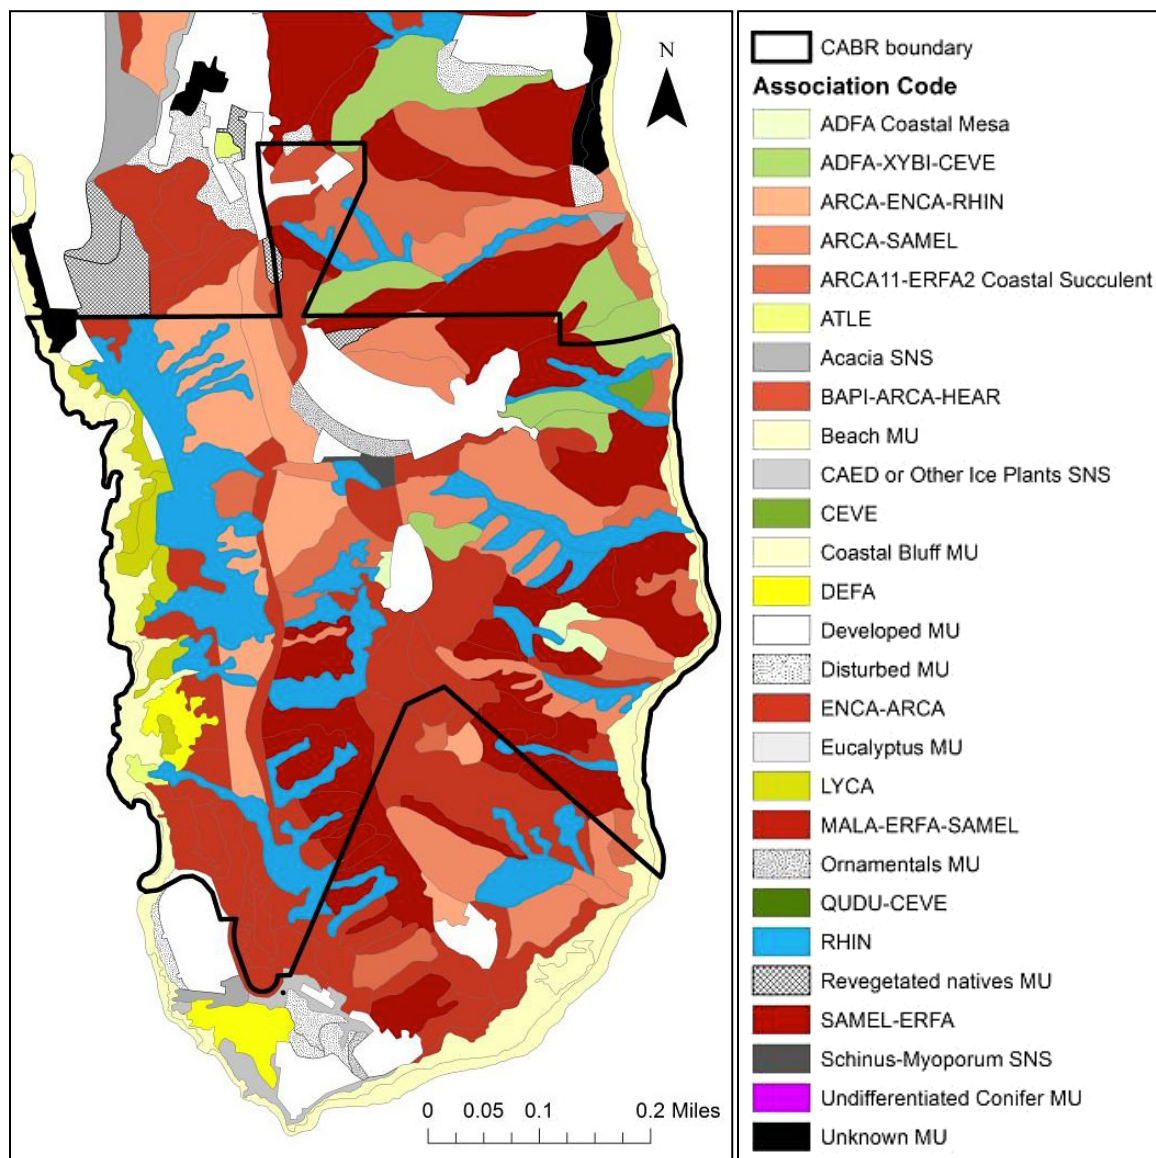 N
0 0.05 0.1 0.2 Miles
CABR boundary
Association Code
ADFA Coastal Mesa
ADFA-XYBI-CEVE
ARCA-ENCA-RHIN
ARCA-SAMEL
ARCA11-ERFA2 Coastal Succulent
ATLE
Acacia SNS
BAPI-ARCA-HEAR
Beach MU
CAED or Other Ice Plants SNS
CEVE
Coastal Bluff MU
DEFA
Developed MU
Disturbed MU
ENCA-ARCA
Eucalyptus MU
LYCA
MALA-ERFA-SAMEL
Ornamentals MU
QUDU-CEVE
RHIN
Revegetated natives MU
SAMEL-ERFA
Schinus-Myoporum SNS
Undifferentiated Conifer MU
Unknown MU